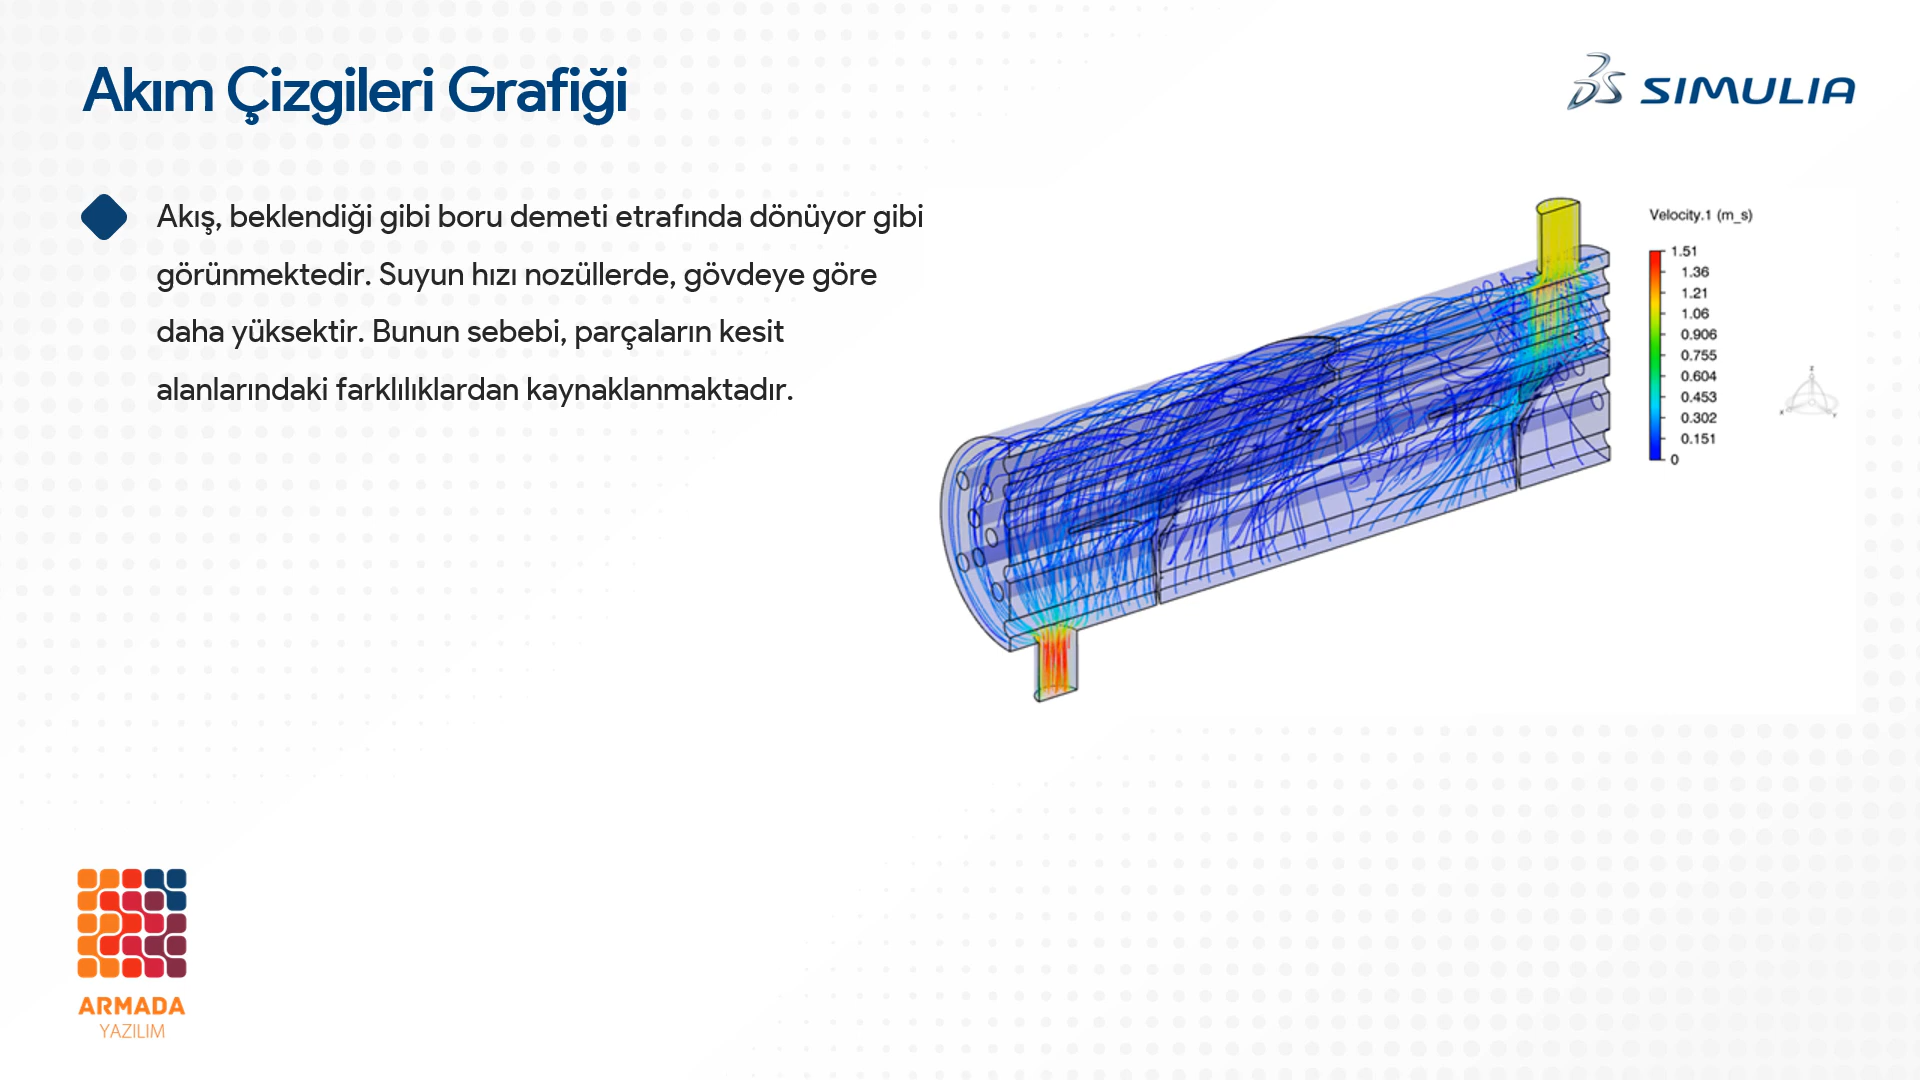 Akım Çizgileri Grafiği
SIMULIA
Akış, beklendiği gibi boru demeti etrafında dönüyor gibi
görünmektedir. Suyun hızı nozüllerde, gövdeye göre
daha yüksektir. Bunun sebebi, parçaların kesit
alanlarındaki farklılıklardan kaynaklanmaktadır.
Velocity.1 (m_s)
1.51
1.36
1.21
1.06
0.906
0.755
0.604
0.453
0.302
0.151
0
z
x
y
ARMADA
YAZILIM